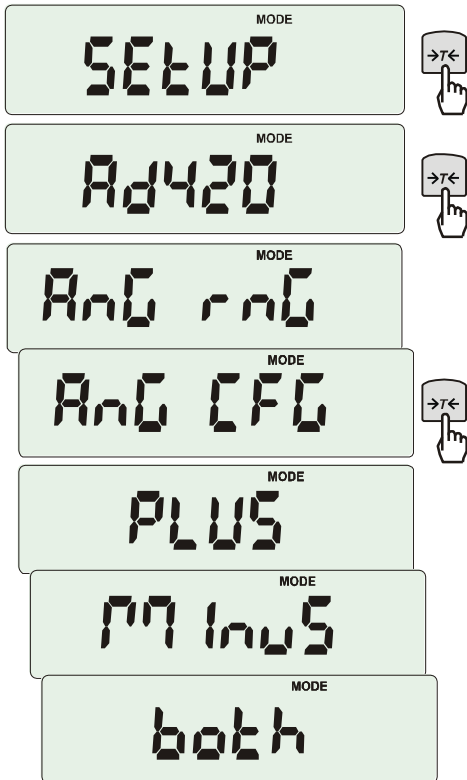 MODE
SEtUP
→T←
MODE
Ad420
→T←
MODE
AnG rnG
MODE
AnG CFG
→T←
MODE
PLUS
MODE
MInuS
MODE
both